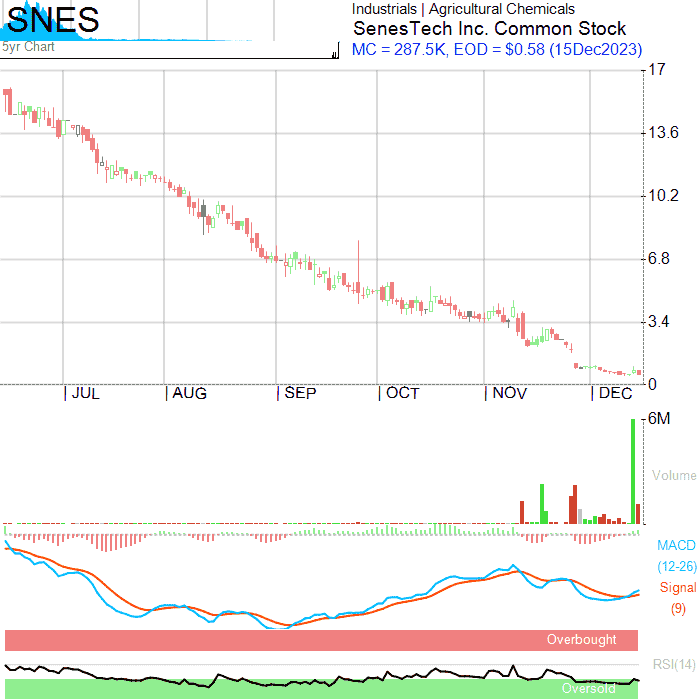 SNES
5yr Chart
Industrials | Agricultural Chemicals
SenesTech Inc. Common Stock
MC = 287.5K, EOD = $0.58 (15Dec2023)
17
13.6
10.2
6.8
3.4
0
| JUL | AUG | SEP | OCT | NOV | DEC
6M
Volume
MACD
(12-26)
Signal
(9)
Overbought
RSI(14)
Oversold